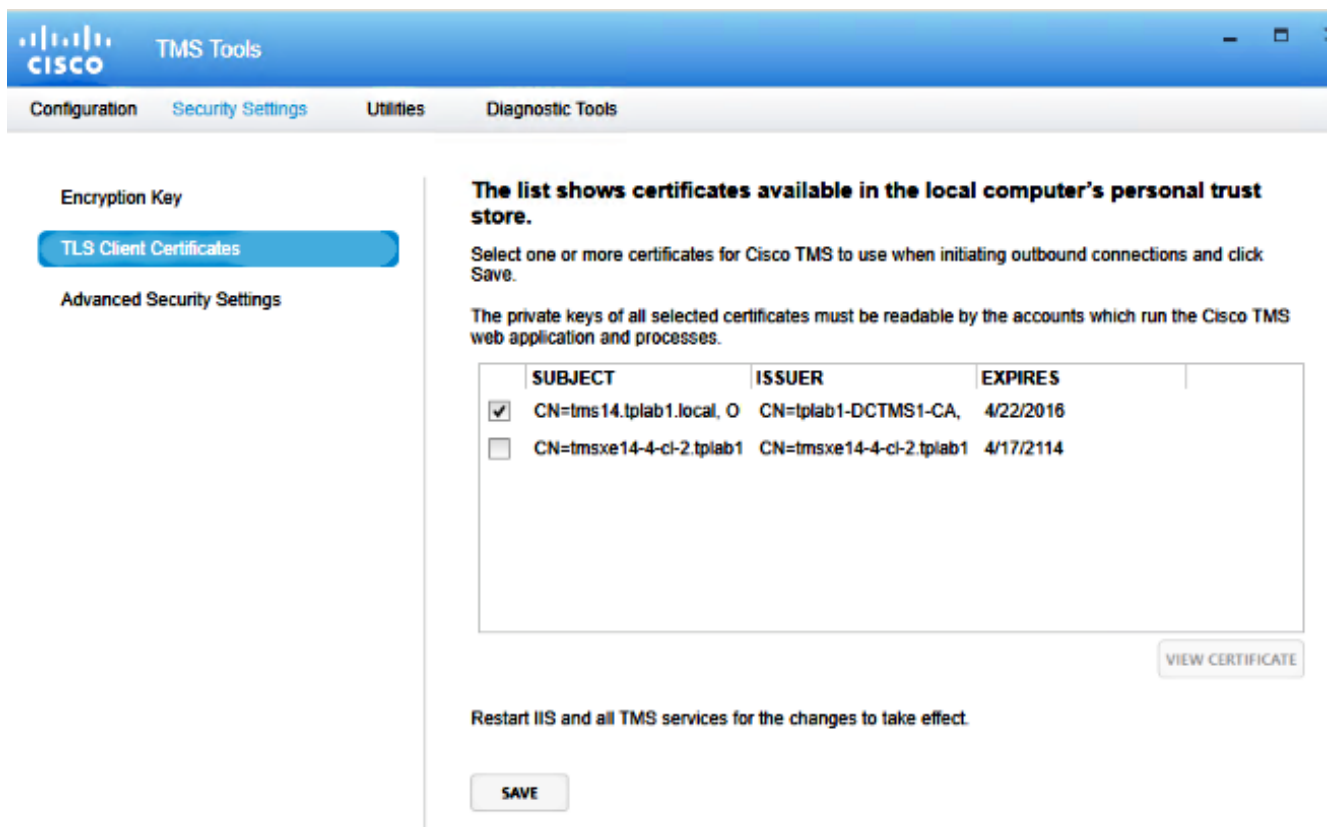 CISCO
TMS Tools
Configuration Security Settings Utilities Diagnostic Tools
Encryption Key
TLS Client Certificates
Advanced Security Settings
The list shows certificates available in the local computer's personal trust
store.
Select one or more certificates for Cisco TMS to use when initiating outbound connections and click
Save.
The private keys of all selected certificates must be readable by the accounts which run the Cisco TMS
web application and processes.
SUBJECT ISSUER EXPIRES
CN=tms14.tplab1.local, O CN=tplab1-DCTMS1-CA, 4/22/2016
CN=tmsxe14-4-cl-2.tplab1 CN=tmsxe14-4-cl-2.tplab1 4/17/2114
VIEW CERTIFICATE
Restart IIS and all TMS services for the changes to take effect.
SAVE